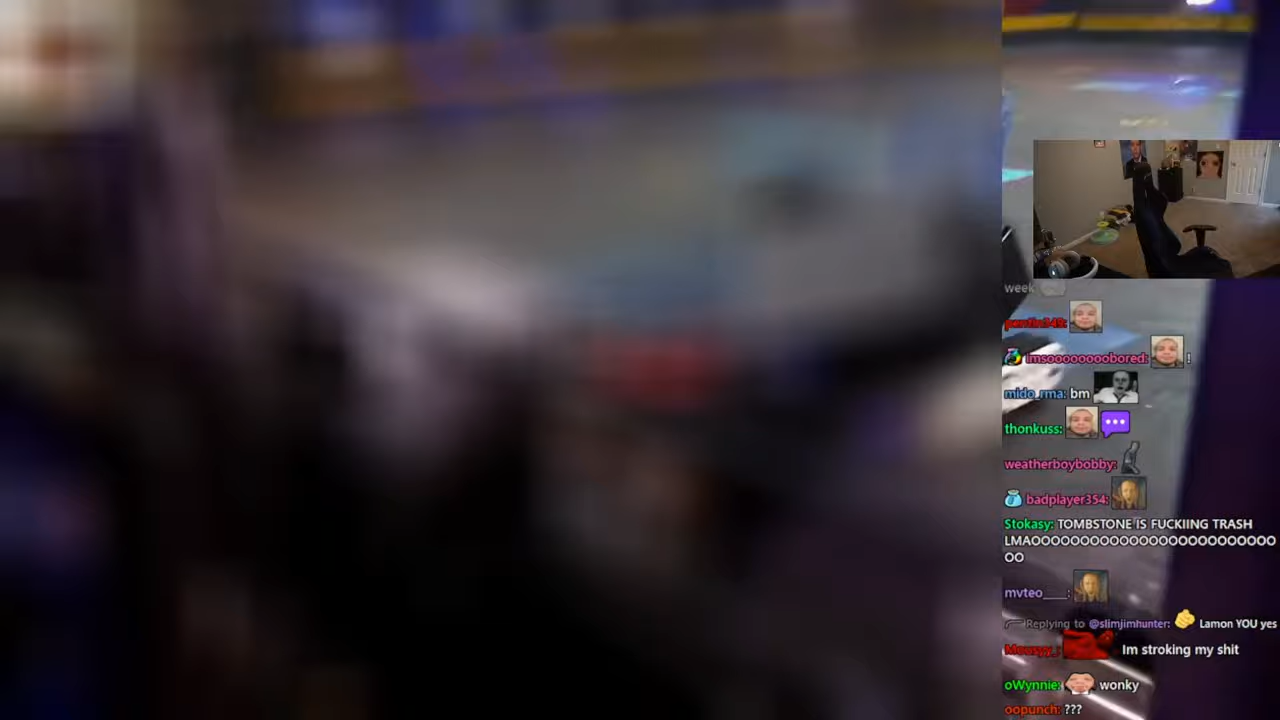 week
imsoooooooobored: !
mido_rma: bm
thonkuss:
weatherboybobby:
badplayer354:
Stokasy: TOMBSTONE IS FUCKIING TRASH
LMAOOOOOOOOOOOOOOOOOOOOOOOOO
OO
mvteo___:
Replying to @slimjimhunter: Lamon YOU yes
Im stroking my shit
oWynnie: wonky
oopunch: ???